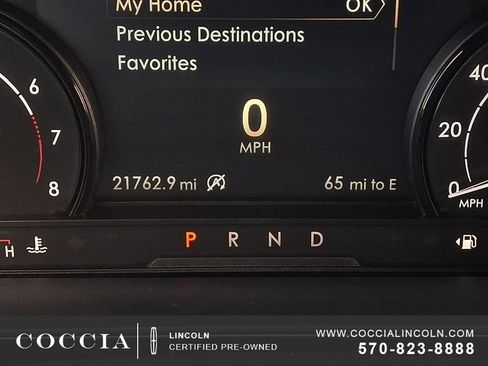 My Home OK>
Previous Destinations
Favorites
6
7
8
0
MPH
40
20
0
MPH
21762.9 mi
65 mi to E
H
P R N D
COCCIA
LINCOLN
CERTIFIED PRE-OWNED
WWW.COCCIALINCOLN.COM
570-823-8888